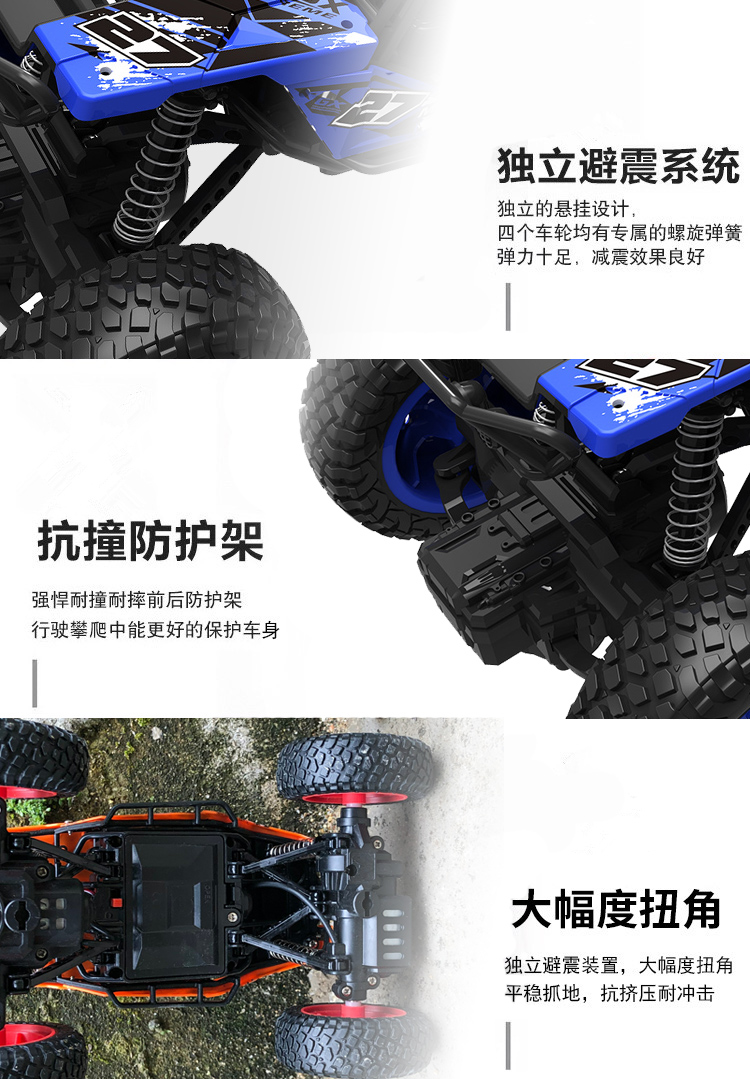 27
27
独立避震系统
独立的悬挂设计,
四个车轮均有专属的螺旋弹簧
弹力十足, 减震效果良好
27
抗撞防护架
强悍耐撞耐摔前后防护架
行驶攀爬中能更好的保护车身
大幅度扭角
独立避震装置, 大幅度扭角
平稳抓地, 抗挤压耐冲击